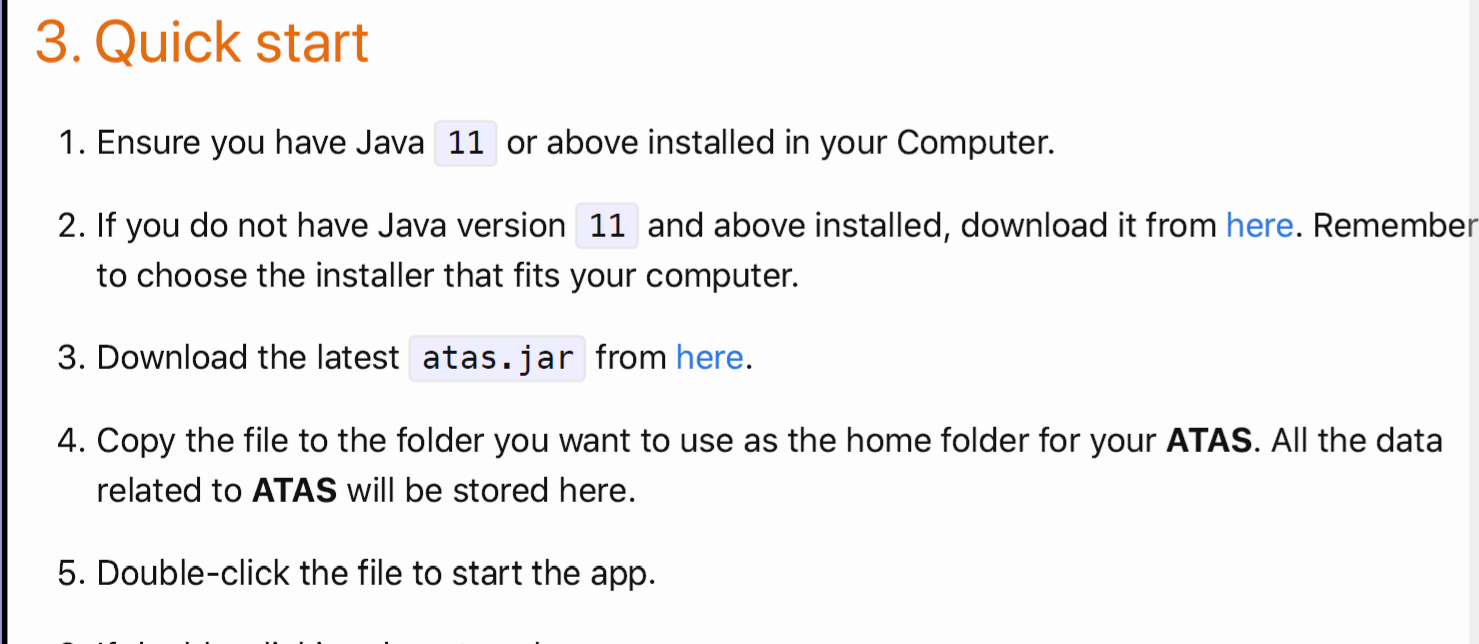 3. Quick start
1. Ensure you have Java 11 or above installed in your Computer.
2. If you do not have Java version 11 and above installed, download it from here. Remember
to choose the installer that fits your computer.
3. Download the latest atas.jar from here.
4. Copy the file to the folder you want to use as the home folder for your ATAS. All the data
related to ATAS will be stored here.
5. Double-click the file to start the app.